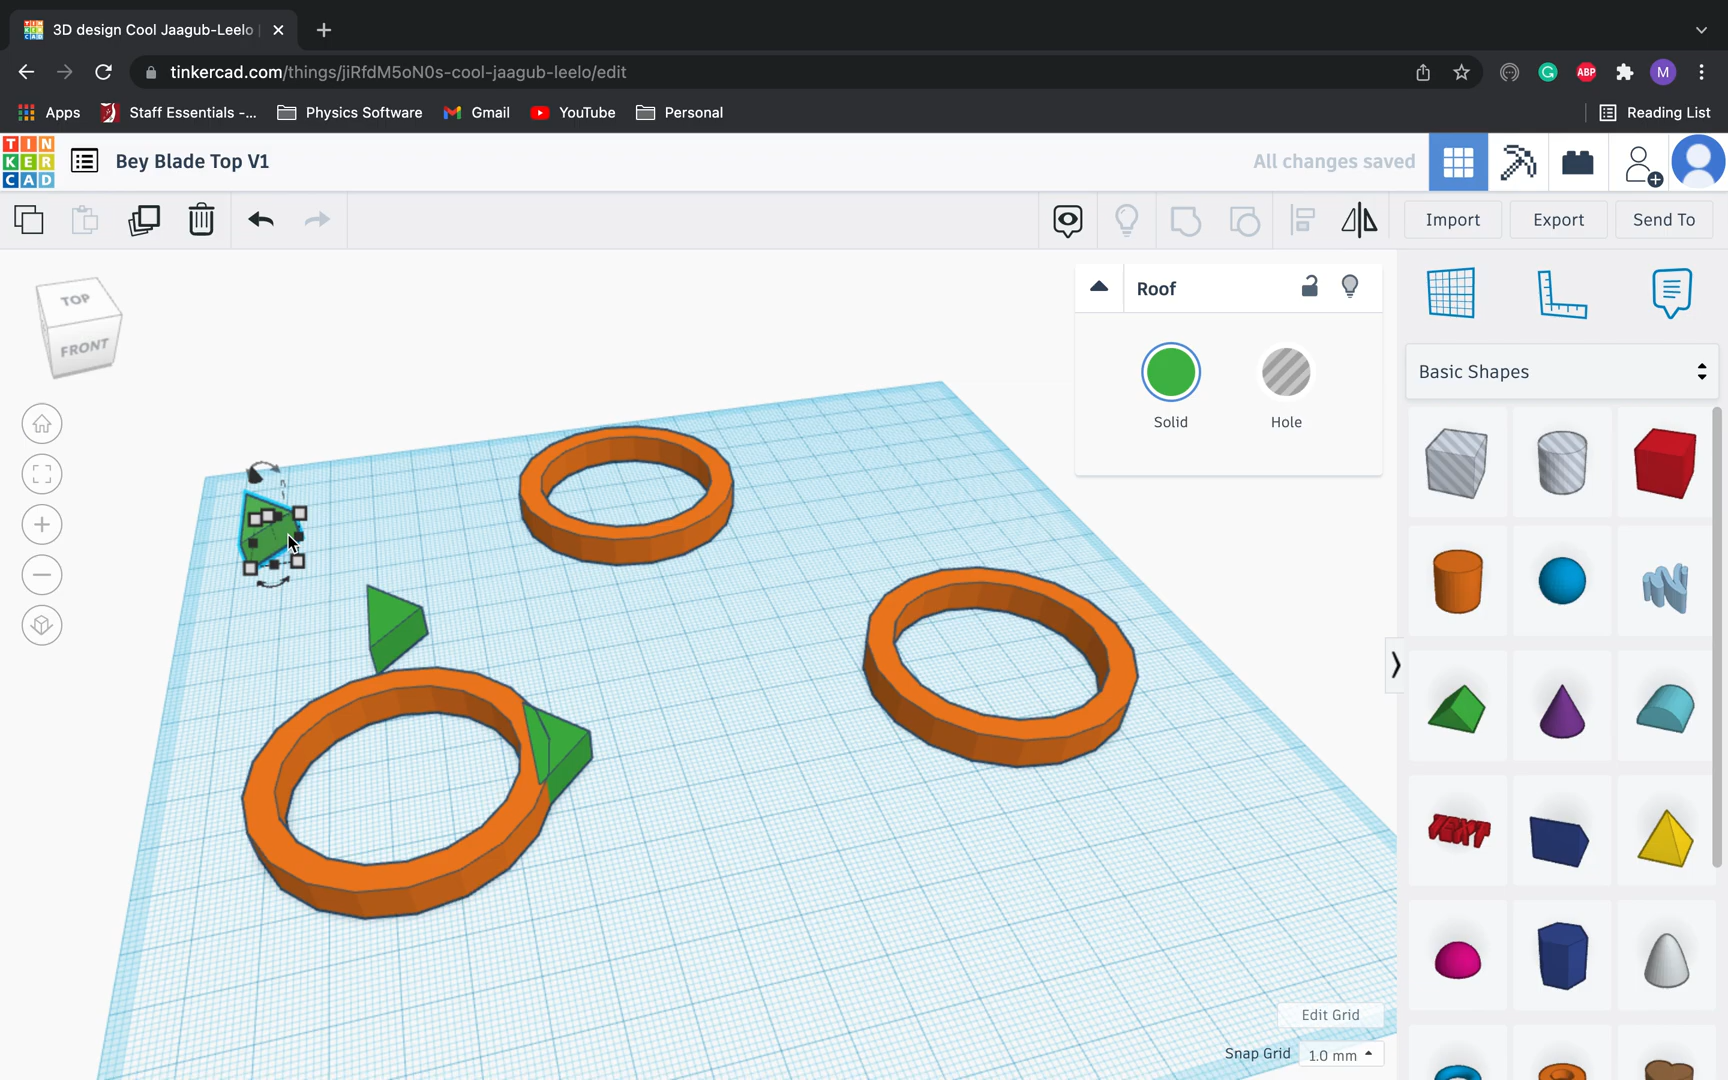 3D design Cool Jaagub-Leelo |
tinkercad.com/things/jiRfdM5oN0s-cool-jaagub-leelo/edit
ABP
M
Apps
Staff Essentials -...
Physics Software
Gmail
YouTube
Personal
Reading List
TIN
KER
CAD
Bey Blade Top V1
All changes saved
Import
Export
Send To
TOP
FRONT
Roof
Solid
Hole
Basic Shapes
TEXT
Edit Grid
Snap Grid
1.0 mm